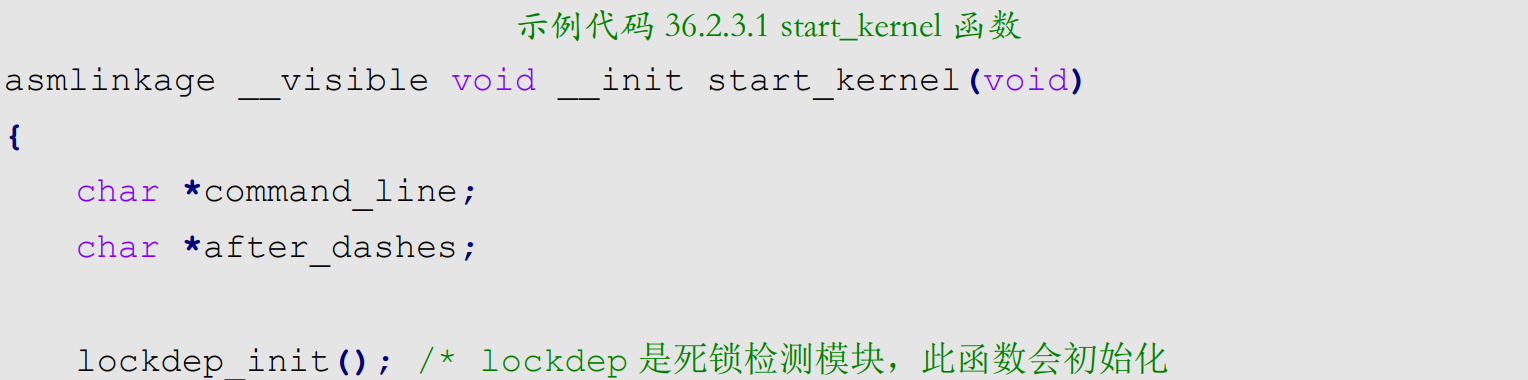 示例代码 36.2.3.1 start_kernel 函数
asmlinkage __visible void __init start_kernel(void)
{
    char *command_line;
    char *after_dashes;

    lockdep_init(); /* lockdep 是死锁检测模块，此函数会初始化